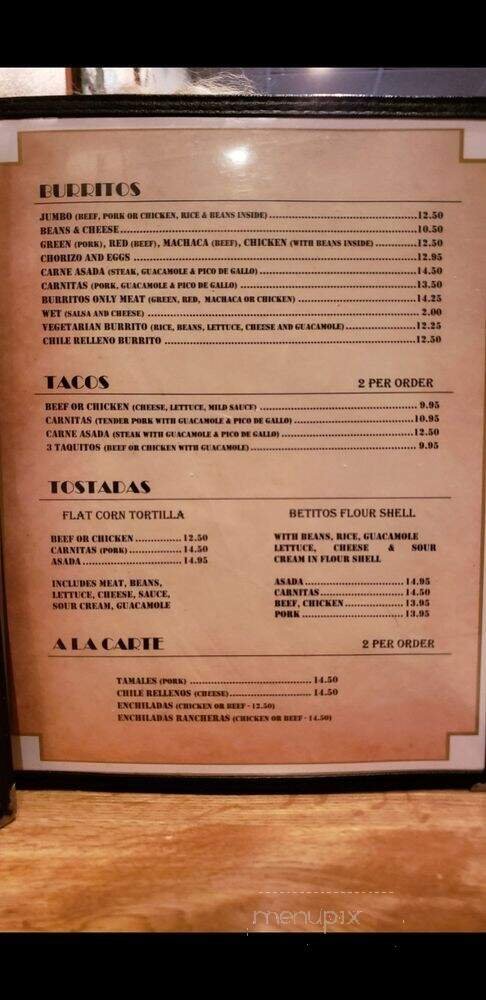 BURRITOS
JUMBO (BEEF, PORK OR CHICKEN, RICE & BEANS INSIDE) 12.50
BEANS & CHEESE 10.50
GREEN (PORK), RED (BEEF), MACHACA (BEEF), CHICKEN (WITH BEANS INSIDE) 12.50
CHORIZO AND EGGS 12.95
CARNE ASADA (STEAK, GUACAMOLE & PICO DE GALLO) 14.50
CARNITAS (PORK, GUACAMOLE & PICO DE GALLO) 13.50
BURRITOS ONLY MEAT (GREEN, RED, MACHACA OR CHICKEN) 14.25
WET (SALSA AND CHEESE) 2.00
VEGETARIAN BURRITO (RICE, BEANS, LETTUCE, CHEESE AND GUACAMOLE) 12.25
CHILE RELLENO BURRITO 12.50
TACOS 2 PER ORDER
BEEF OR CHICKEN (CHEESE, LETTUCE, MILD SAUCE) 9.95
CARNITAS (TENDER PORK WITH GUACAMOLE & PICO DE GALLO) 10.95
CARNE ASADA (STEAK WITH GUACAMOLE & PICO DE GALLO) 12.50
3 TAQUITOS (BEEF OR CHICKEN WITH GUACAMOLE) 9.95
TOSTADAS
FLAT CORN TORTILLA
BEEF OR CHICKEN 12.50
CARNITAS (PORK) 14.50
ASADA 14.95
INCLUDES MEAT, BEANS,
LETTUCE, CHEESE, SAUCE,
SOUR CREAM, GUACAMOLE
BETITOS FLOUR SHELL
WITH BEANS, RICE, GUACAMOLE
LETTUCE, CHEESE & SOUR
CREAM IN FLOUR SHELL
ASADA 14.95
CARNITAS 14.50
BEEF, CHICKEN 13.95
PORK 13.95
A LA CARTE 2 PER ORDER
TAMALES (PORK) 14.50
CHILE RELLENOS (CHEESE) 14.50
ENCHILADAS (CHICKEN OR BEEF - 12.50)
ENCHILADAS RANCHERAS (CHICKEN OR BEEF - 14.50)
menupix